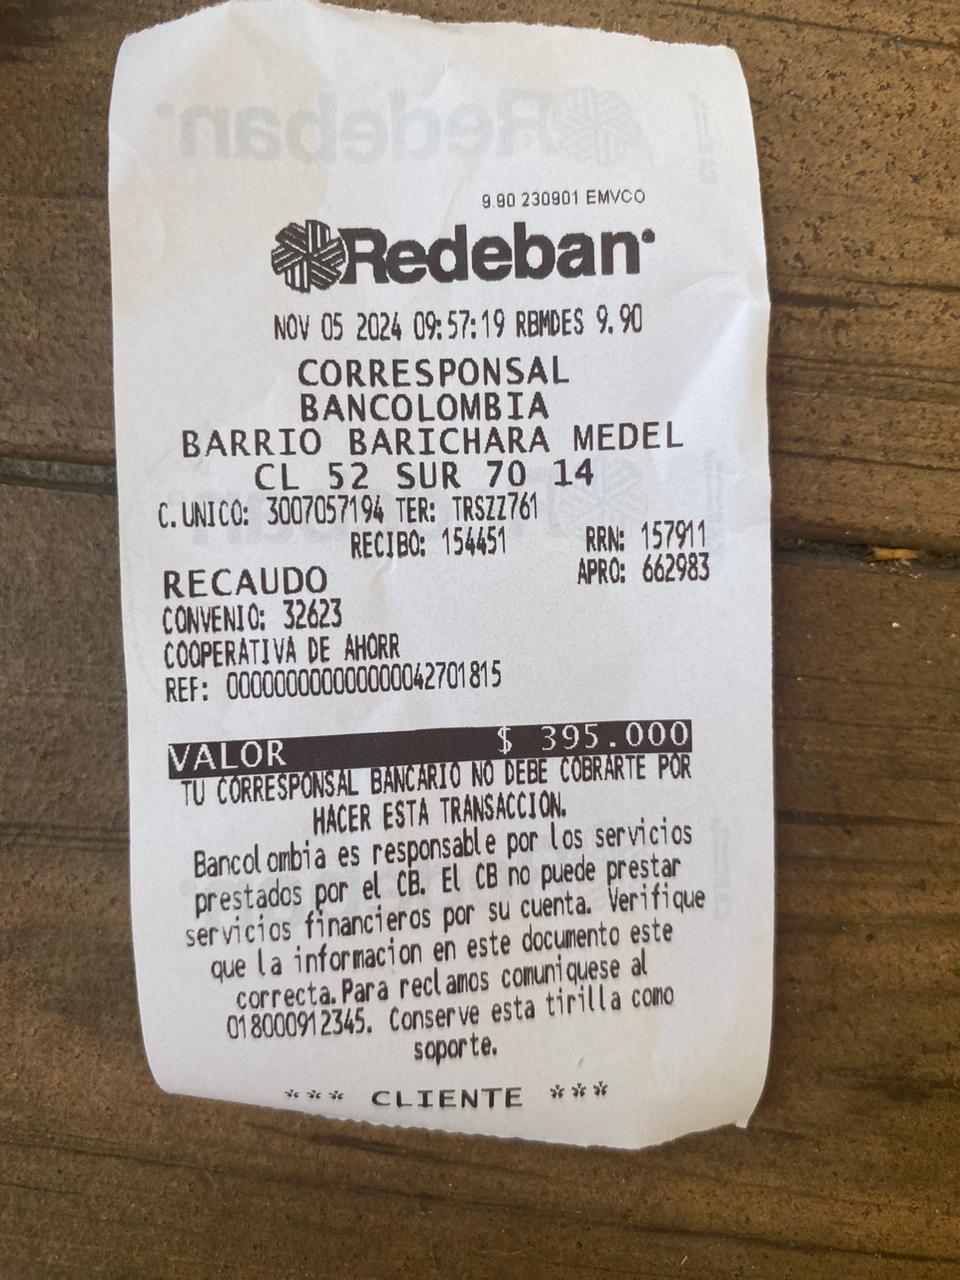 9.90 230901 EMVCO
Redeban
NOV 05 2024 09:57:19 RBMDES 9.90
CORRESPONSAL
BANCOLOMBIA
BARRIO BARICHARA MEDEL
CL 52 SUR 70 14
C.UNICO: 3007057194 TER: TRSZZ761
RECIBO: 154451 RRN: 157911
RECAUDO APRO: 662983
CONVENIO: 32623
COOPERATIVA DE AHORR
REF: 000000000000000042701815
VALOR $ 395.000
TU CORRESPONSAL BANCARIO NO DEBE COBRARTE POR
HACER ESTA TRANSACCION.
Bancolombia es responsable por los servicios
prestados por el CB. El CB no puede prestar
servicios financieros por su cuenta. Verifique
que la informacion en este documento este
correcta.Para reclamos comuniquese al
018000912345. Conserve esta tirilla como
soporte.
*** CLIENTE ***